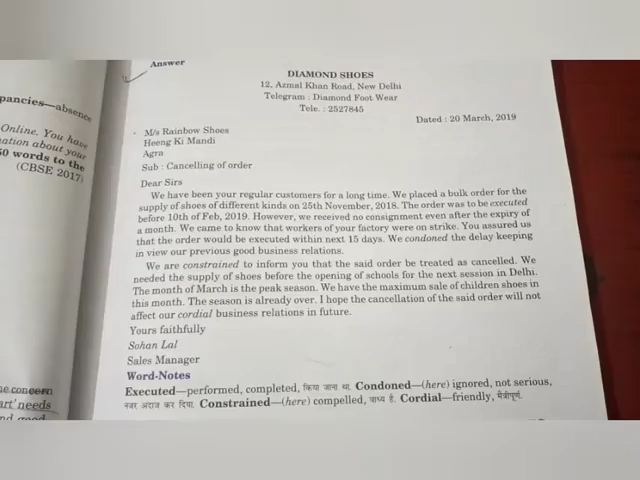 Answer
DIAMOND SHOES
12, Azmal Khan Road, New Delhi
Telegram : Diamond Foot Wear
Tele. : 2527845
Dated : 20 March, 2019
M/s Rainbow Shoes
Heeng Ki Mandi
Agra
Sub : Cancelling of order
Dear Sirs
We have been your regular customers for a long time. We placed a bulk order for the
supply of shoes of different kinds on 25th November, 2018. The order was to be executed
before 10th of Feb, 2019. However, we received no consignment even after the expiry of
a month. We came to know that workers of your factory were on strike. You assured us
that the order would be executed within next 15 days. We condoned the delay keeping
in view our previous good business relations.
We are constrained to inform you that the said order be treated as cancelled. We
needed the supply of shoes before the opening of schools for the next session in Delhi.
The month of March is the peak season. We have the maximum sale of children shoes in
this month. The season is already over. I hope the cancellation of the said order will not
affect our cordial business relations in future.
Yours faithfully
Sohan Lal
Sales Manager
Word-Notes
Executed—performed, completed, किया जाना था. Condoned—(here) ignored, not serious,
नजर अंदाज कर दिया. Constrained—(here) compelled, बाध्य हैं. Cordial—friendly, मैत्रीपूर्ण.
pancies—absence
Online. You have
nation about your
50 words to the
(CBSE 2017)
he concern
art' needs
nd good